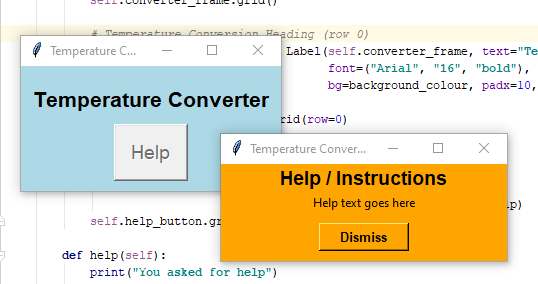 self.converter_frame.grid()
# Temperature Conversion Heading (row 0)
Label(self.converter_frame, text="Te
font=("Arial", "16", "bold"),
bg=background_colour, padx=10,
rid(row=0)
Temperature C...
Temperature Converter
Help
Temperature Conver...
Help / Instructions
Help text goes here
Dismiss
self.help_button.gr
def help(self):
print("You asked for help")